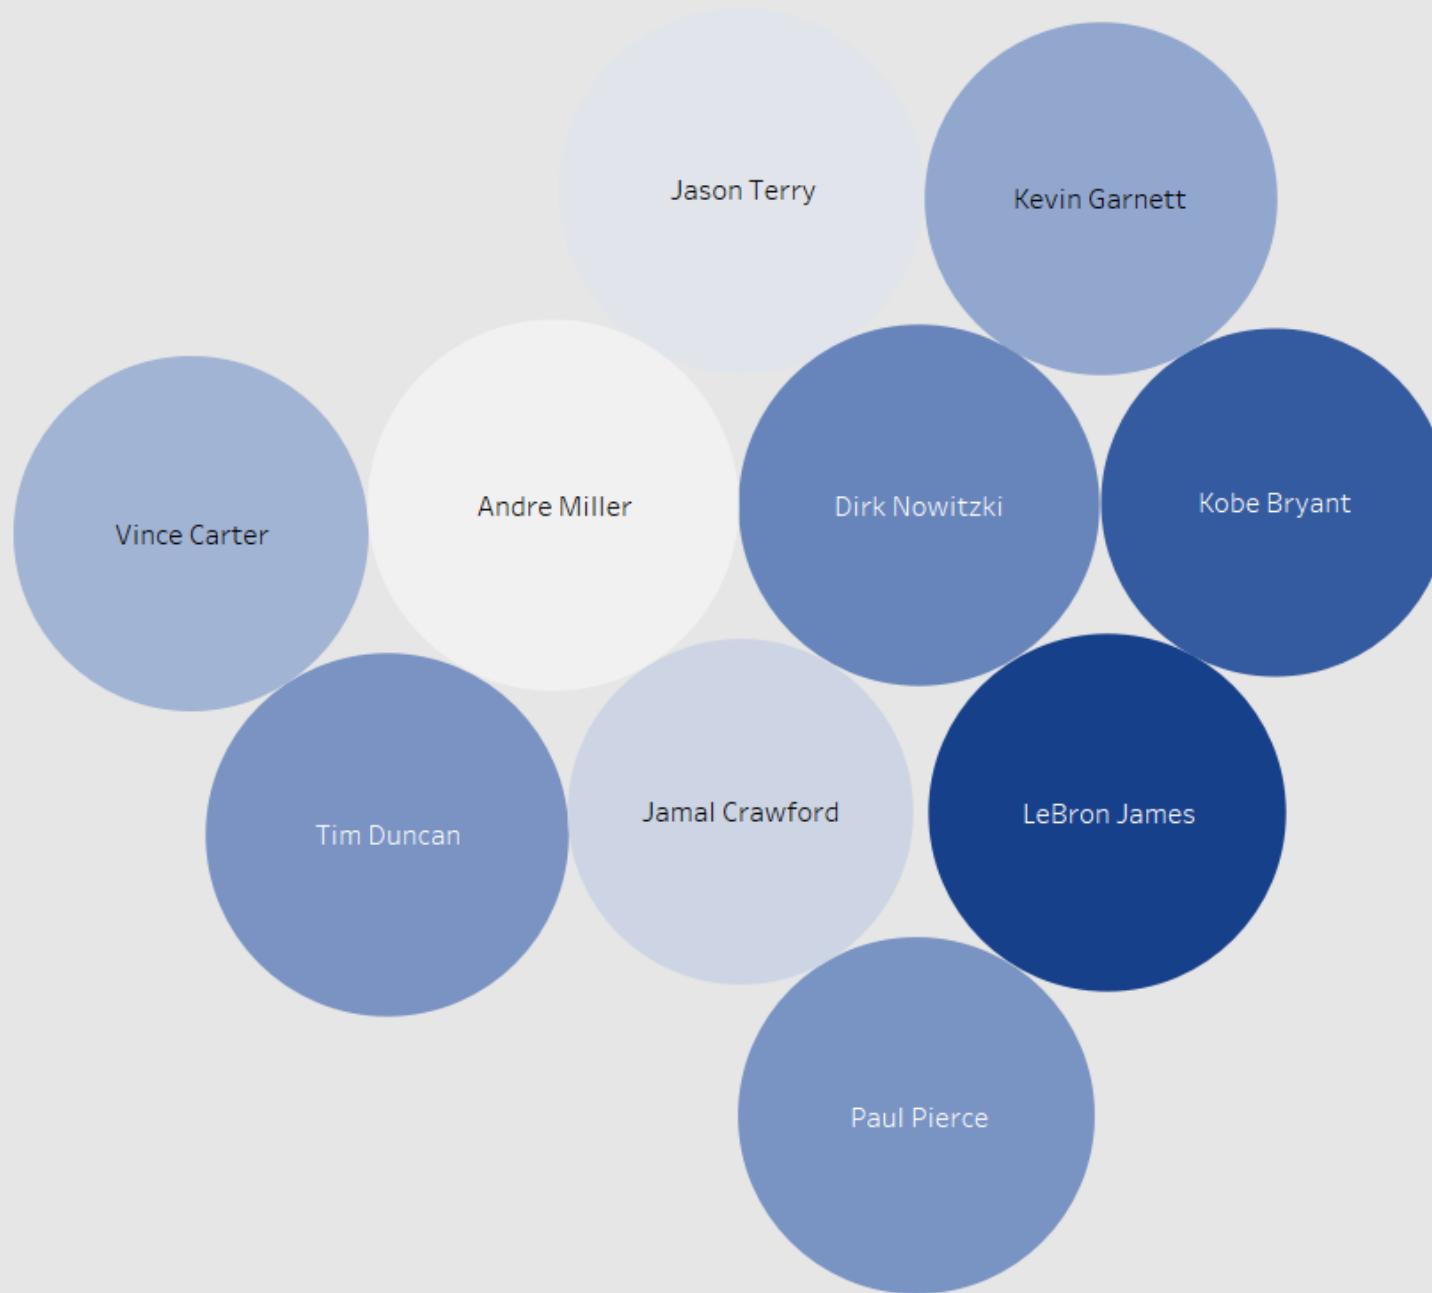 Jason Terry
Kevin Garnett
Vince Carter
Andre Miller
Dirk Nowitzki
Kobe Bryant
Tim Duncan
Jamal Crawford
LeBron James
Paul Pierce